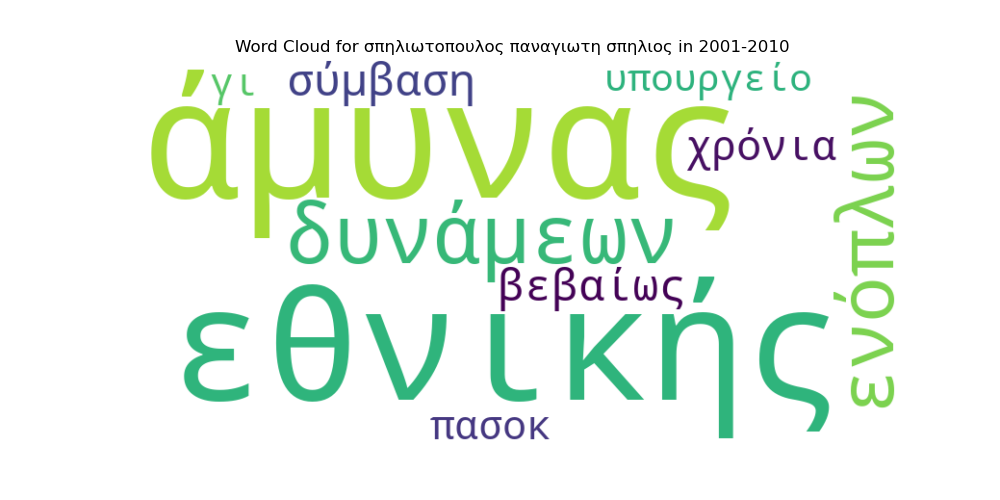 Word Cloud for σπηλιωτοπουλος παναγιωτη σπηλιος in 2001-2010
γι
σύμβαση
υπουργείο
άμυνας
χρόνια
ενόπλων
δυνάμεων
βεβαίως
εθνικής
πασοκ